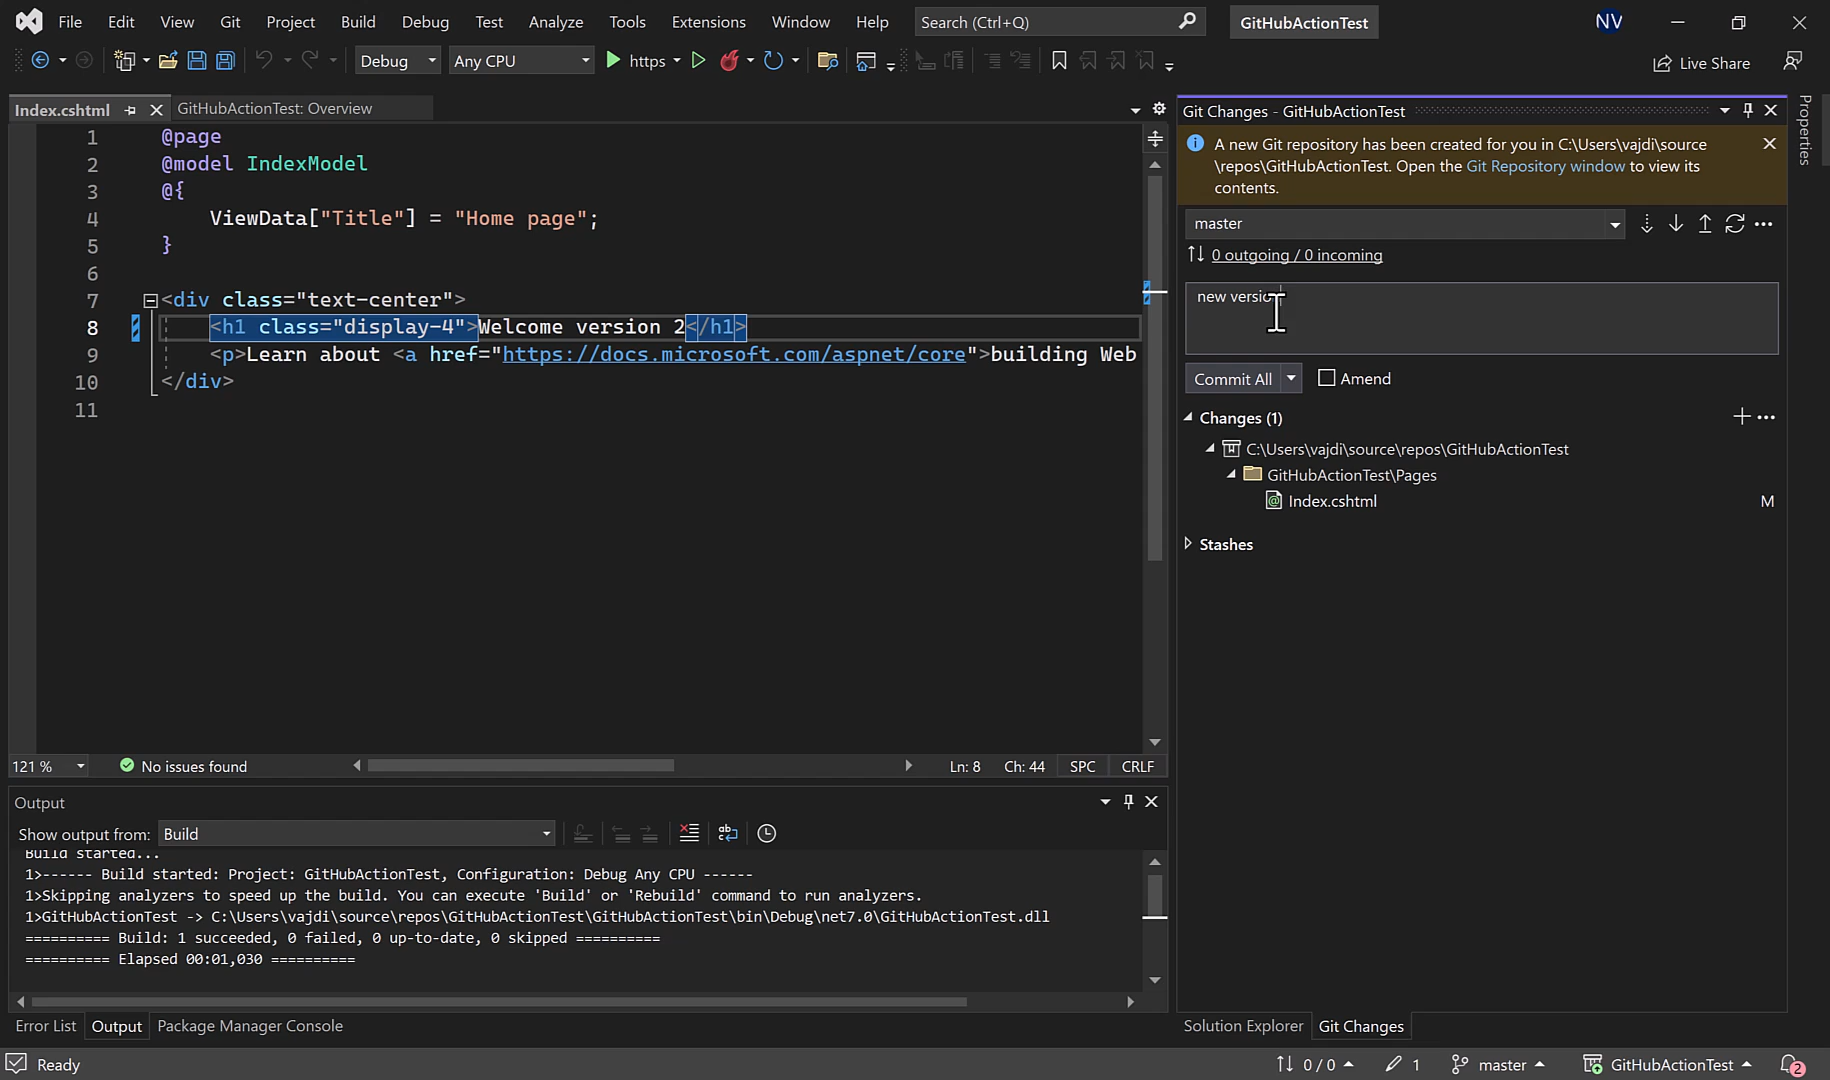 File Edit View Git Project Build Debug Test Analyze Tools Extensions Window Help Search (Ctrl+Q) GitHubActionTest NV
Debug Any CPU https Live Share
Index.cshtml GitHubActionTest: Overview
1 @page
2 @model IndexModel
3 @{
4 ViewData["Title"] = "Home page";
5 }
6
7 <div class="text-center">
8 <h1 class="display-4">Welcome version 2</h1>
9 <p>Learn about <a href="https://docs.microsoft.com/aspnet/core">building Web
10 </div>
11
121 % No issues found Ln: 8 Ch: 44 SPC CRLF
Output
Show output from: Build
Build started...
1>------ Build started: Project: GitHubActionTest, Configuration: Debug Any CPU ------
1>Skipping analyzers to speed up the build. You can execute 'Build' or 'Rebuild' command to run analyzers.
1>GitHubActionTest -> C:\Users\vajdi\source\repos\GitHubActionTest\GitHubActionTest\bin\Debug\net7.0\GitHubActionTest.dll
========== Build: 1 succeeded, 0 failed, 0 up-to-date, 0 skipped ==========
========== Elapsed 00:01,030 ==========
Error List Output Package Manager Console
Git Changes - GitHubActionTest
A new Git repository has been created for you in C:\Users\vajdi\source
\repos\GitHubActionTest. Open the Git Repository window to view its
contents.
master
0 outgoing / 0 incoming
new versio
Commit All Amend
Changes (1)
C:\Users\vajdi\source\repos\GitHubActionTest
GitHubActionTest\Pages
Index.cshtml M
Stashes
Solution Explorer Git Changes
Properties
Ready 0 / 0 1 master GitHubActionTest 2